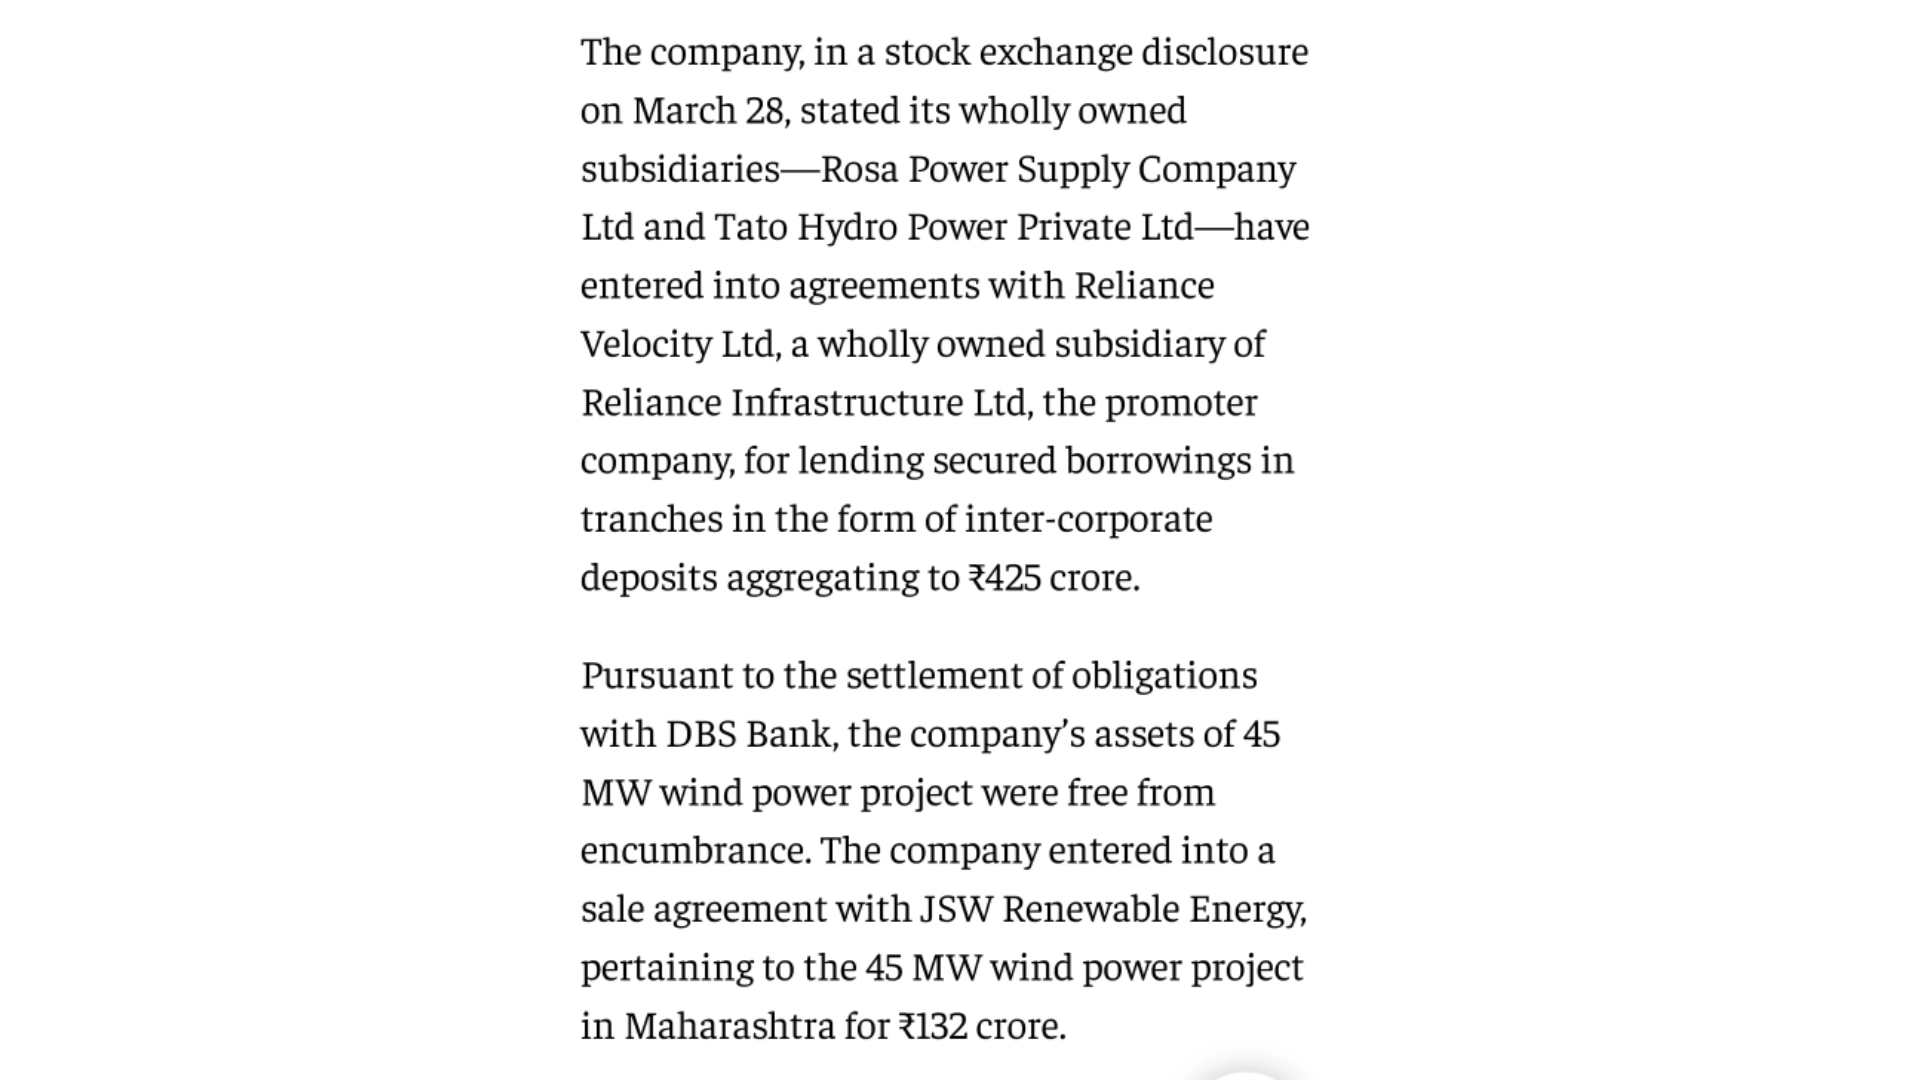 The company, in a stock exchange disclosure
on March 28, stated its wholly owned
subsidiaries—Rosa Power Supply Company
Ltd and Tato Hydro Power Private Ltd—have
entered into agreements with Reliance
Velocity Ltd, a wholly owned subsidiary of
Reliance Infrastructure Ltd, the promoter
company, for lending secured borrowings in
tranches in the form of inter-corporate
deposits aggregating to ₹425 crore.
Pursuant to the settlement of obligations
with DBS Bank, the company’s assets of 45
MW wind power project were free from
encumbrance. The company entered into a
sale agreement with JSW Renewable Energy,
pertaining to the 45 MW wind power project
in Maharashtra for ₹132 crore.